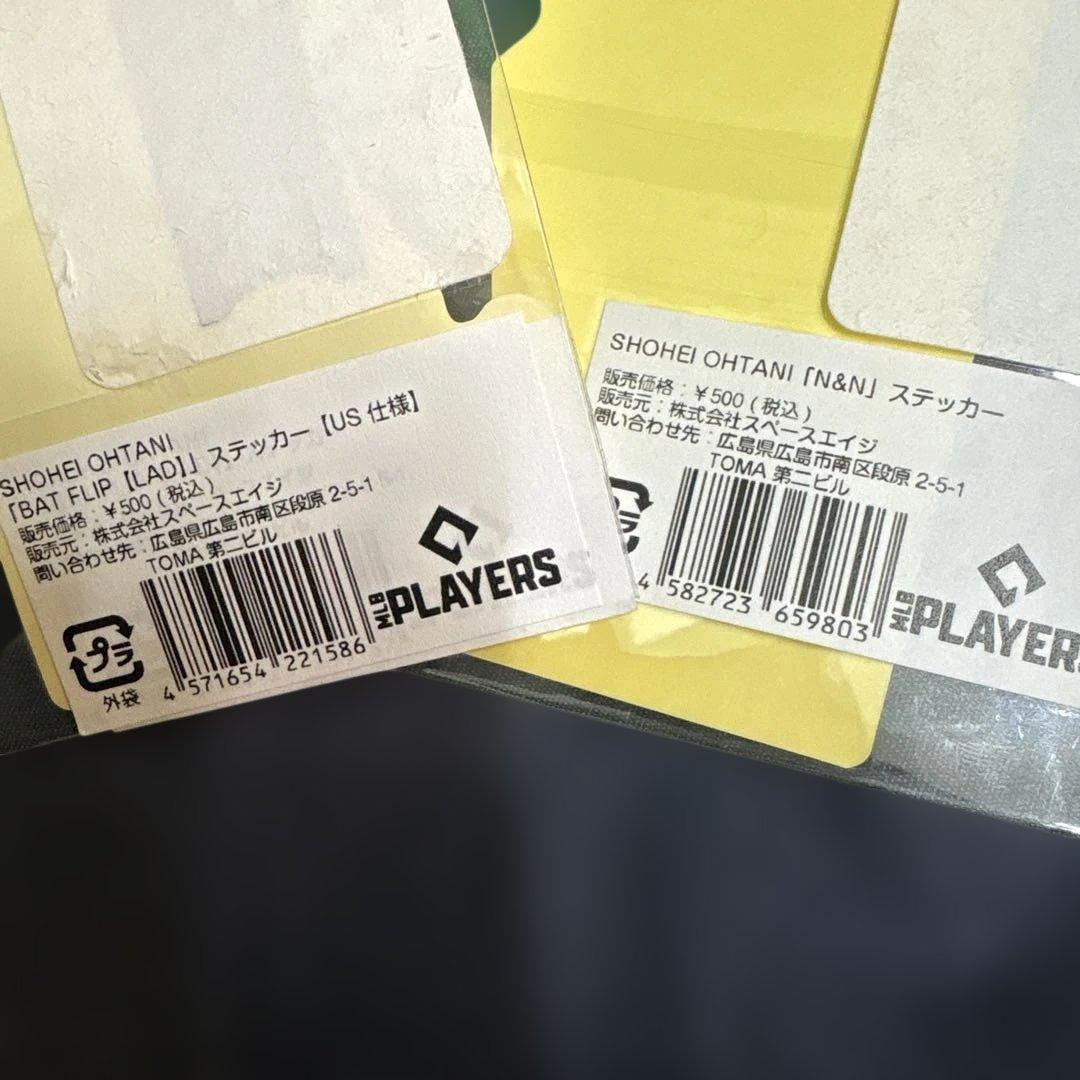 SHOHEI OHTANI
「BAT FLIP【LAD】」ステッカー【US 仕様】
販売価格：￥500（税込）
販売元：株式会社スペースエイジ
問い合わせ先：広島県広島市南区段原 2-5-1
TOMA 第二ビル
プラ
外袋
4 571654 221586
MLB PLAYERS
SHOHEI OHTANI「N&N」ステッカー
販売価格：￥500（税込）
販売元：株式会社スペースエイジ
問い合わせ先：広島県広島市南区段原 2-5-1
TOMA 第二ビル
ラ
4 582723 659803
MLB PLAYERS